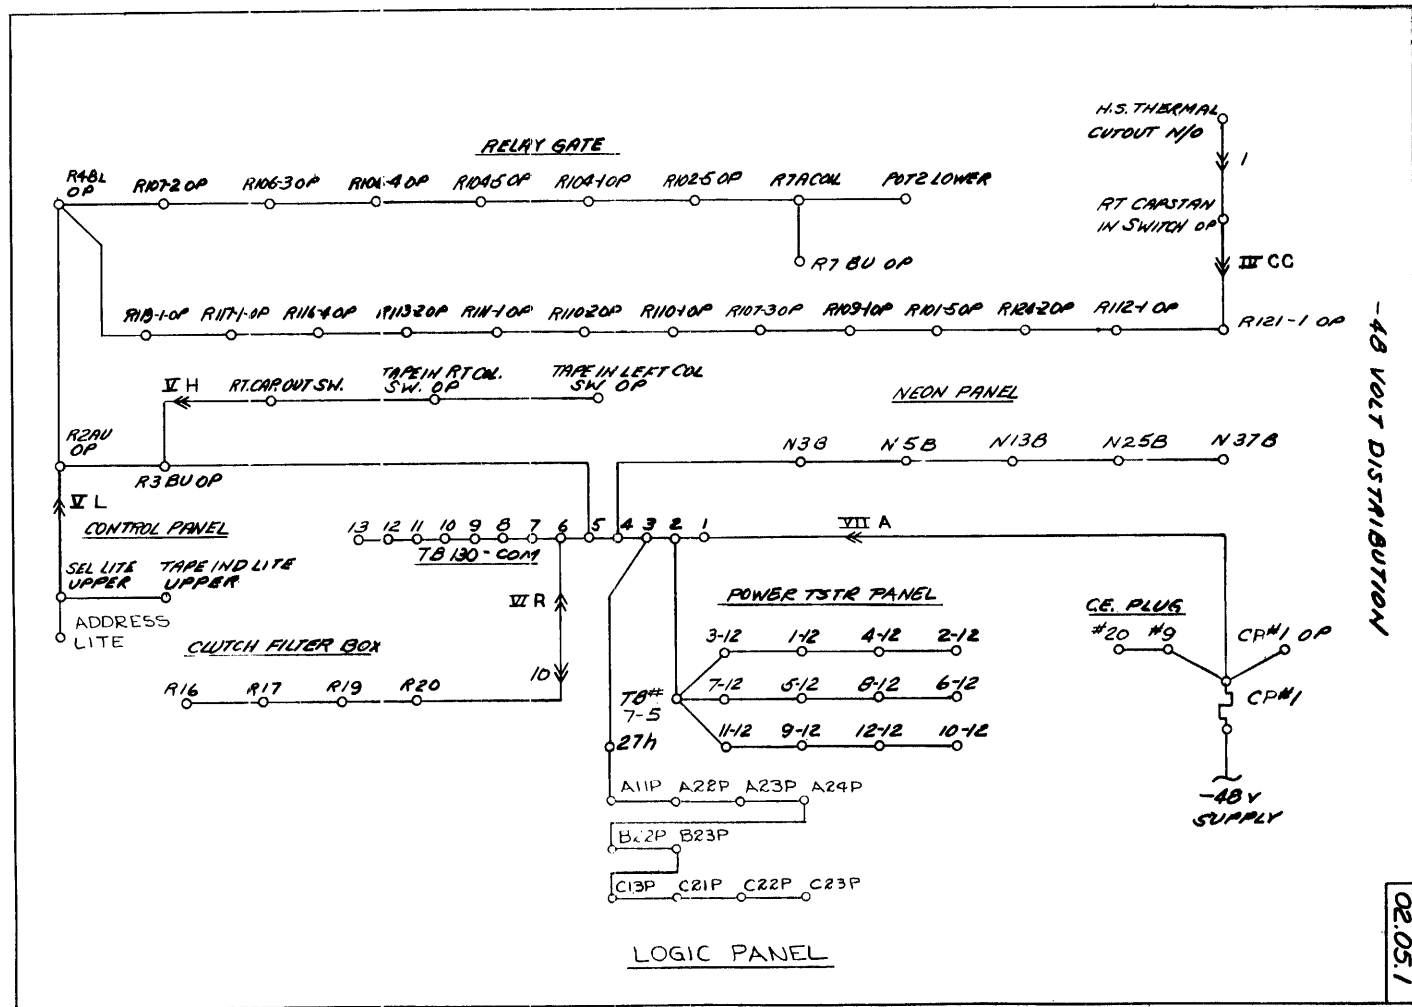 H.S. THERMAL
CUTOUT N/O
1
RELAY GATE
R48L
OP
R107-2 OP
R106-3 OP
R104-5 OP
R104-1 OP
R102-5 OP
R7A COIL
POT 2 LOWER
RT CAPSTAN
IN SWITCH OP
R7 BU OP
IV CC
R117-1-OP
R116-4 OP
R113-2 OP
R111-1 OP
R110-2 OP
R110-1 OP
R107-3 OP
R109-1 OP
R101-5 OP
R124-2 OP
R112-1 OP
R121-1 OP
-48 VOLT DISTRIBUTION
V H
RT. CAP. OUT SW.
TAPE IN RT COL.
SW. OP
TAPE IN LEFT COL
SW OP
NEON PANEL
R2AU
OP
R3 BU OP
N3B
N5B
N13B
N25B
N37B
V L
CONTROL PANEL
13 12 11 10 9 8 7 6 5 4 3 2 1
TB 130-COM
VII A
SEL LITE
UPPER
TAPE IND LITE
UPPER
ADDRESS
LITE
VI R
10
POWER TSTR PANEL
C.E. PLUG
#20 #9
CP#1 OP
CP#1
CLUTCH FILTER BOX
R16 R17 R19 R20
3-12 1-12 4-12 2-12
TB#
7-5
7-12 5-12 8-12 6-12
11-12 9-12 12-12 10-12
27h
-48 V
SUPPLY
A11P A22P A23P A24P
B22P B23P
C13P C21P C22P C23P
LOGIC PANEL
02.05.1